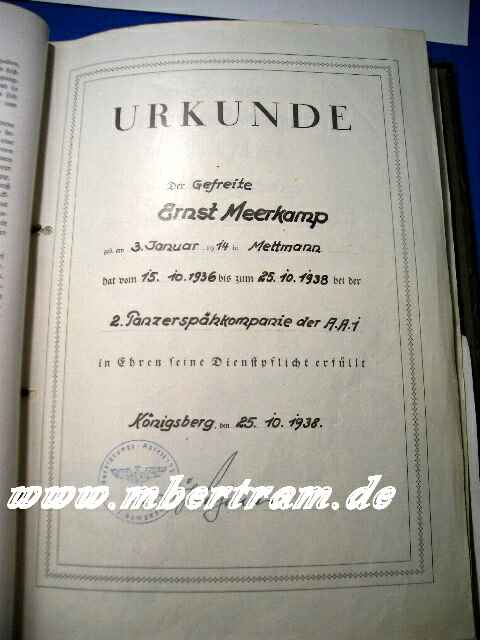 URKUNDE
Der Gefreite
Ernst Meerkamp
geb. am 3. Januar 1914 in Mettmann
hat vom 15. 10. 1936 bis zum 25. 10. 1938 bei der
2. Panzerspähkompanie der A.A.1
in Ehren seine Dienstpflicht erfüllt
Königsberg, den 25. 10. 1938.
www.mbertram.de